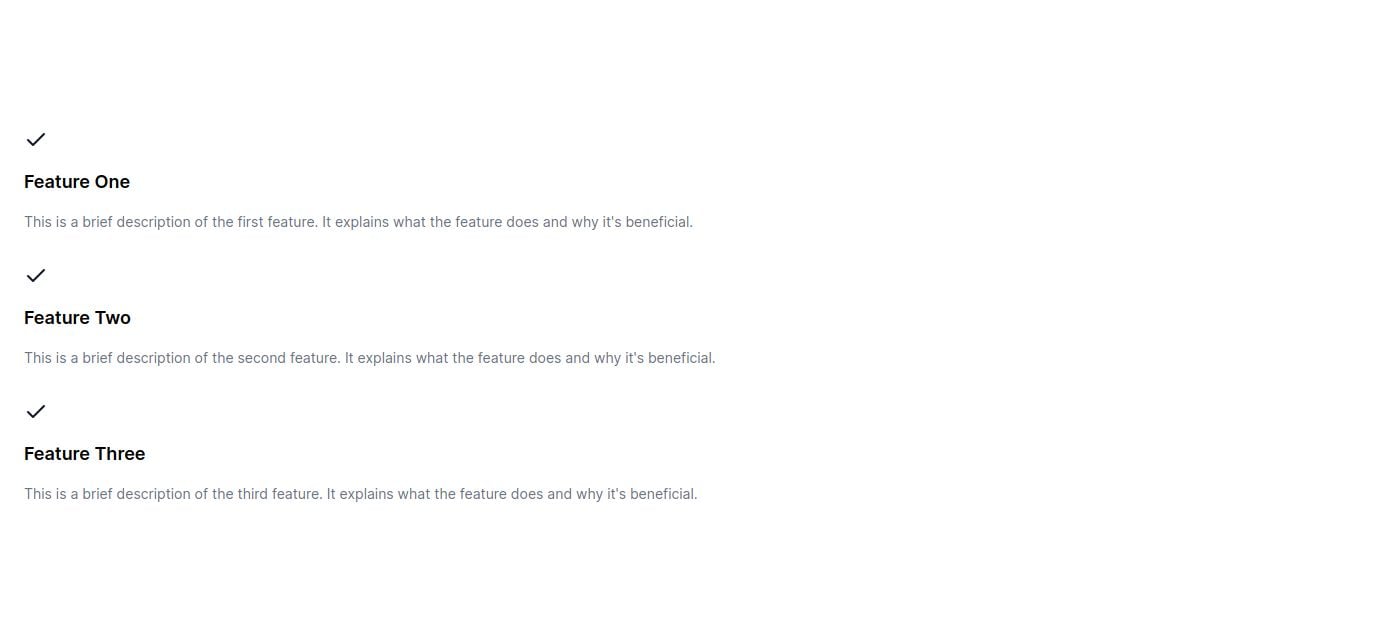 Feature One
This is a brief description of the first feature. It explains what the feature does and why it's beneficial.
Feature Two
This is a brief description of the second feature. It explains what the feature does and why it's beneficial.
Feature Three
This is a brief description of the third feature. It explains what the feature does and why it's beneficial.